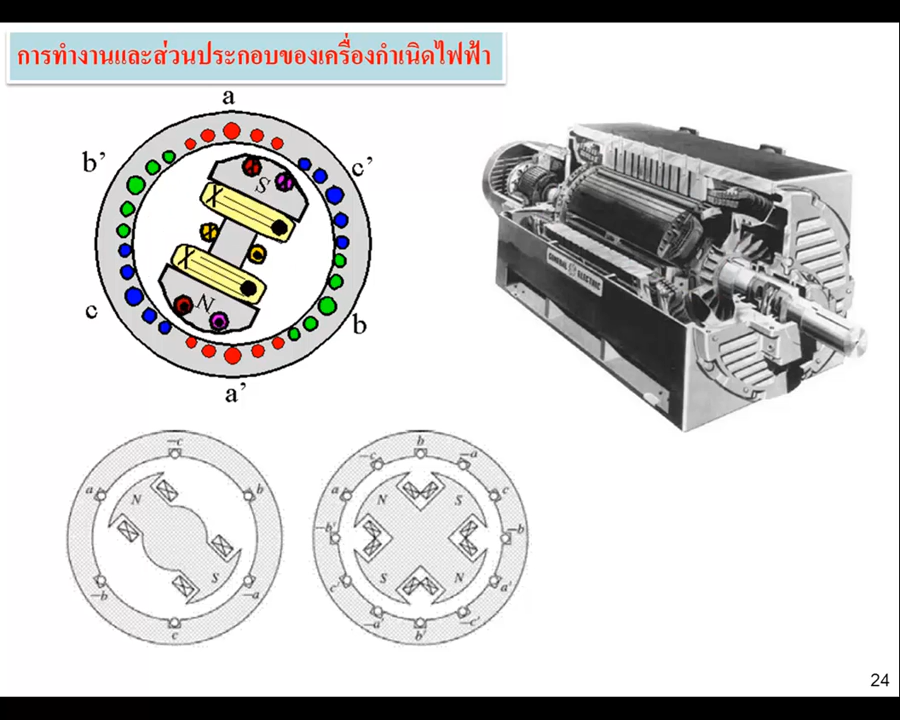 การทำงานและส่วนประกอบของเครื่องกำเนิดไฟฟ้า
a
b’
c’
S
N
c
b
a’
GENERAL ELECTRIC
–c
a
N
b
–b
S
–a
c
b
–c
–a
a
N
S
c
–b'
–b
c'
S
N
a'
–a
–c'
b'
24